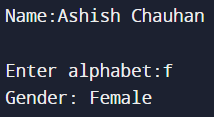 Name:Ashish Chauhan
Enter alphabet:f
Gender: Female